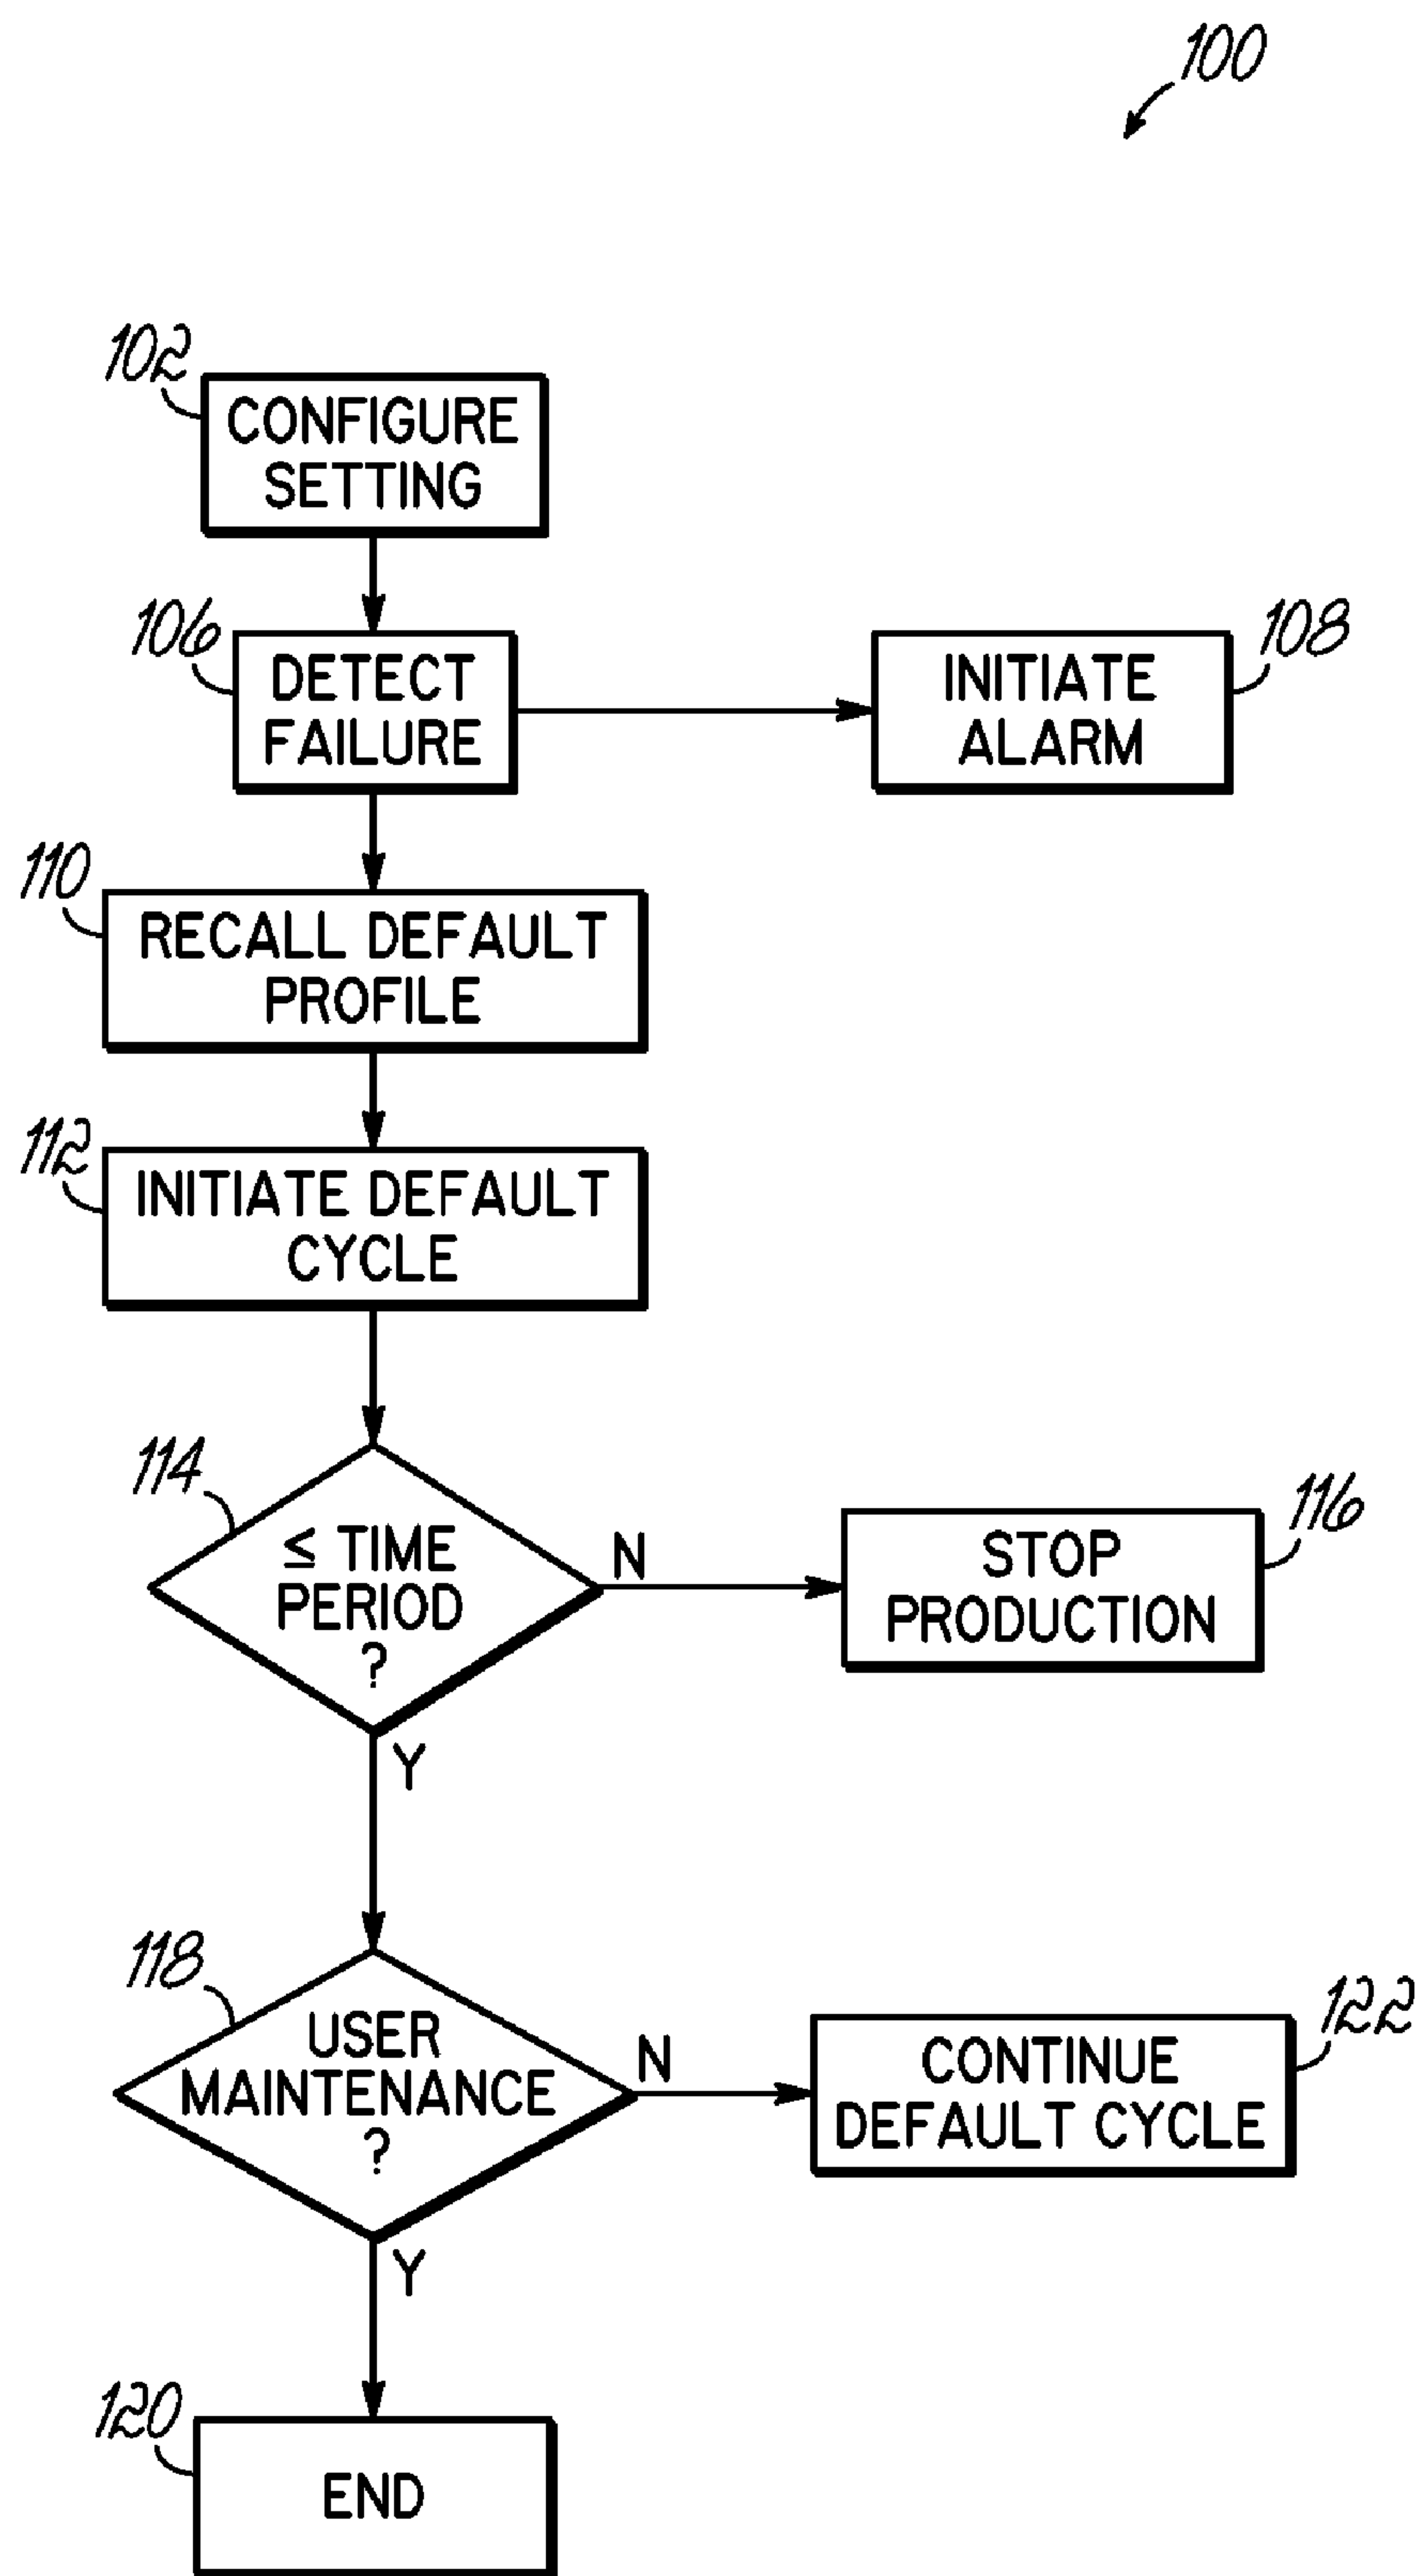 100
102
CONFIGURE
SETTING
106
DETECT
FAILURE
108
INITIATE
ALARM
110
RECALL DEFAULT
PROFILE
112
INITIATE DEFAULT
CYCLE
114
≤ TIME
PERIOD
?
N
Y
116
STOP
PRODUCTION
118
USER
MAINTENANCE
?
N
Y
122
CONTINUE
DEFAULT CYCLE
120
END